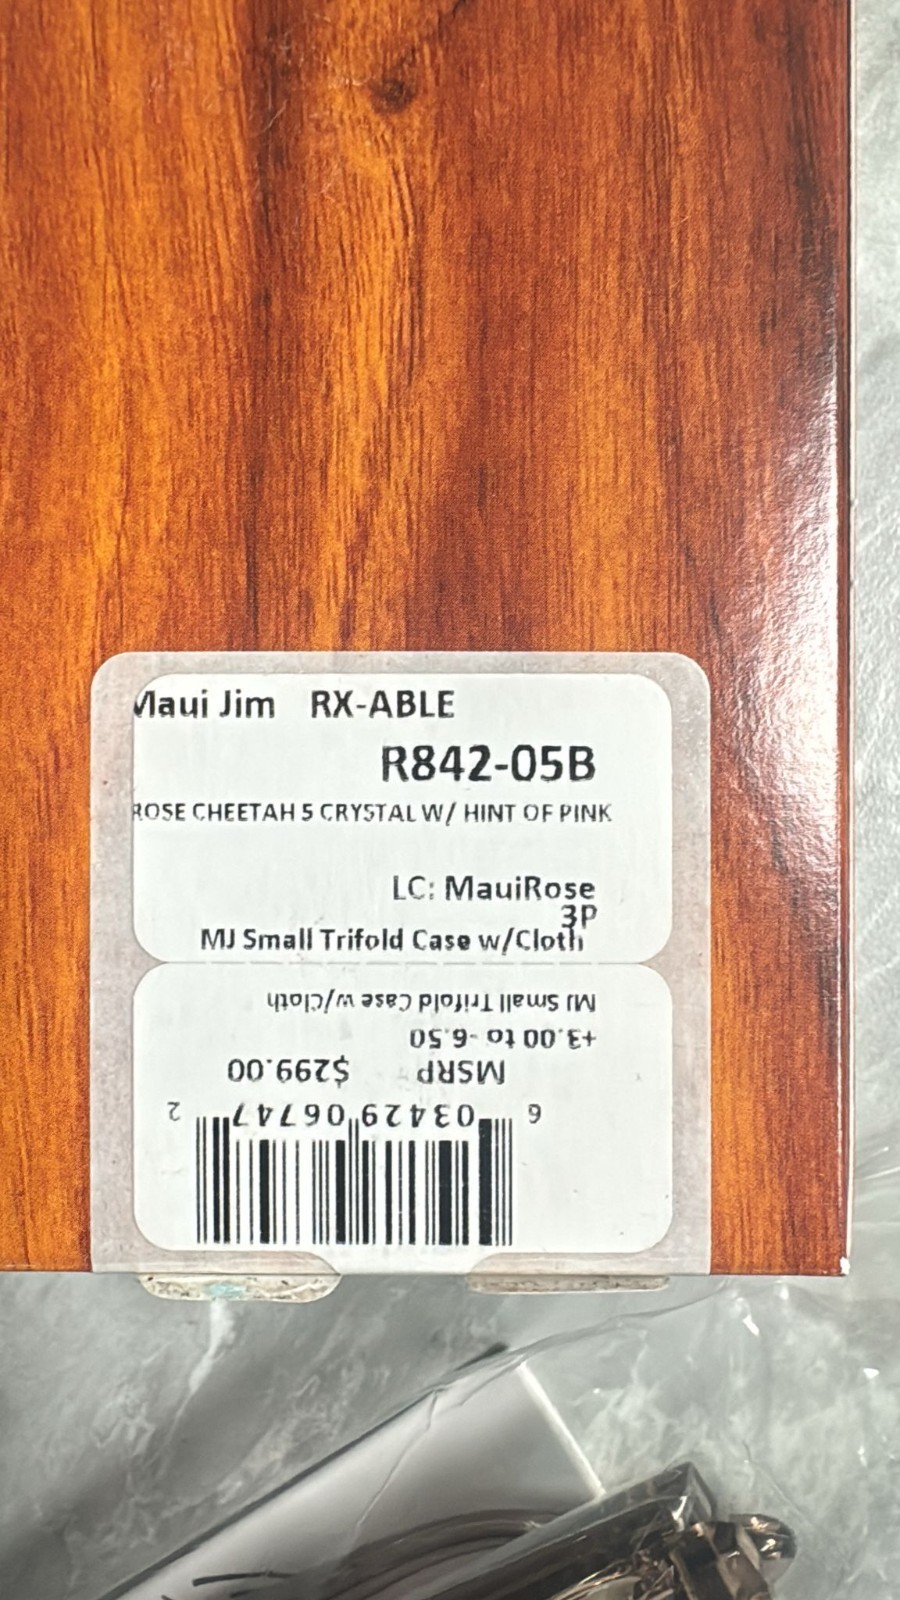 Maui Jim RX-ABLE
R842-05B
ROSE CHEETAH 5 CRYSTAL W/ HINT OF PINK
LC: MauiRose
3P
MJ Small Trifold Case w/Cloth
MJ Small Trifold Case w/Cloth
+3.00 to -6.50
MSRP $299.00
6 03429 06747 2